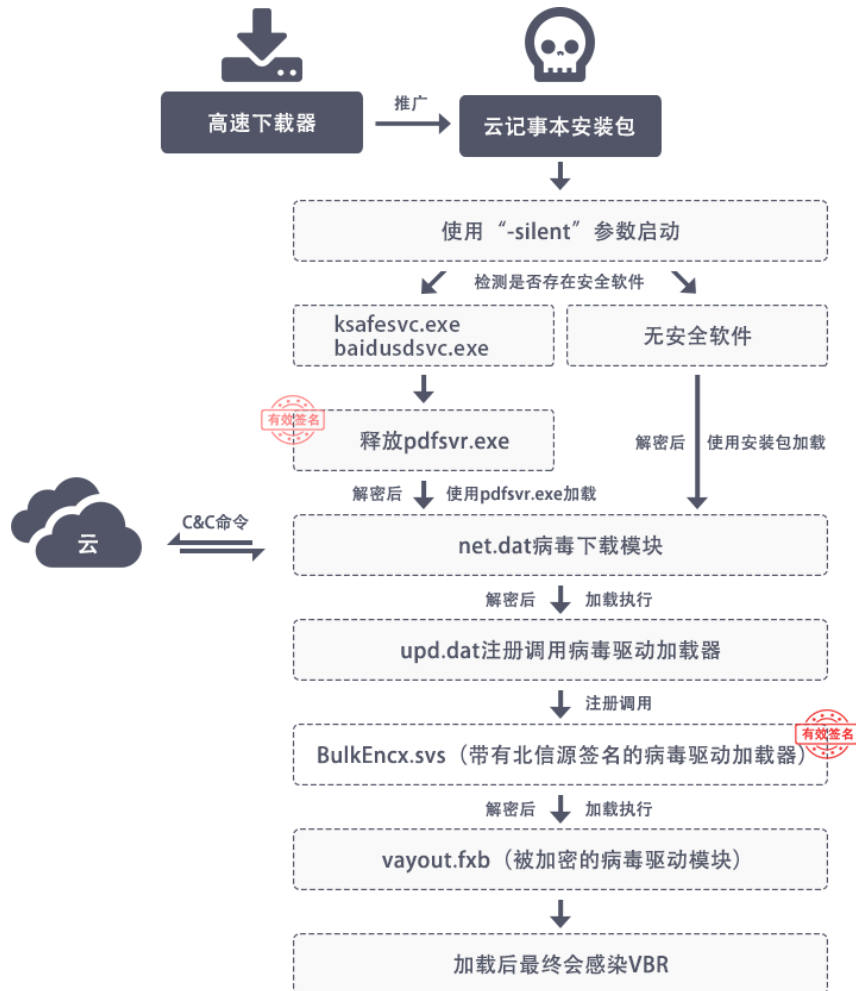 高速下载器
推广
云记事本安装包
使用“-silent”参数启动
检测是否存在安全软件
ksafesvc.exe
baidusdsvc.exe
无安全软件
有效签名
释放pdfsvr.exe
解密后 使用安装包加载
解密后 使用pdfsvr.exe加载
C&C命令
云
net.dat病毒下载模块
解密后 加载执行
upd.dat注册调用病毒驱动加载器
注册调用
有效签名
BulkEncx.svs（带有北信源签名的病毒驱动加载器）
解密后 加载执行
vayout.fxb（被加密的病毒驱动模块）
加载后最终会感染VBR